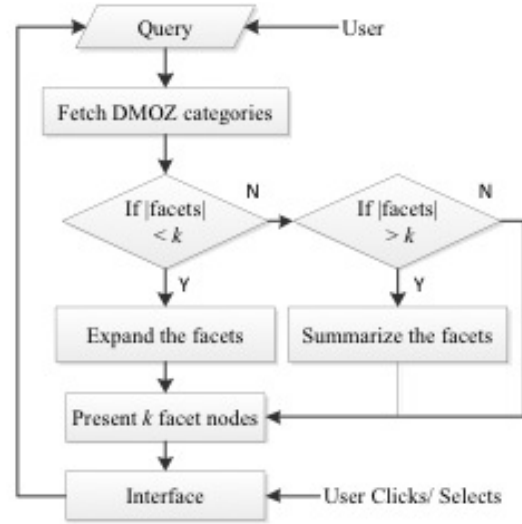 Query
User
Fetch DMOZ categories
N
N
If |facets|
< k
If |facets|
> k
Y
Y
Expand the facets
Summarize the facets
Present k facet nodes
Interface
User Clicks/ Selects